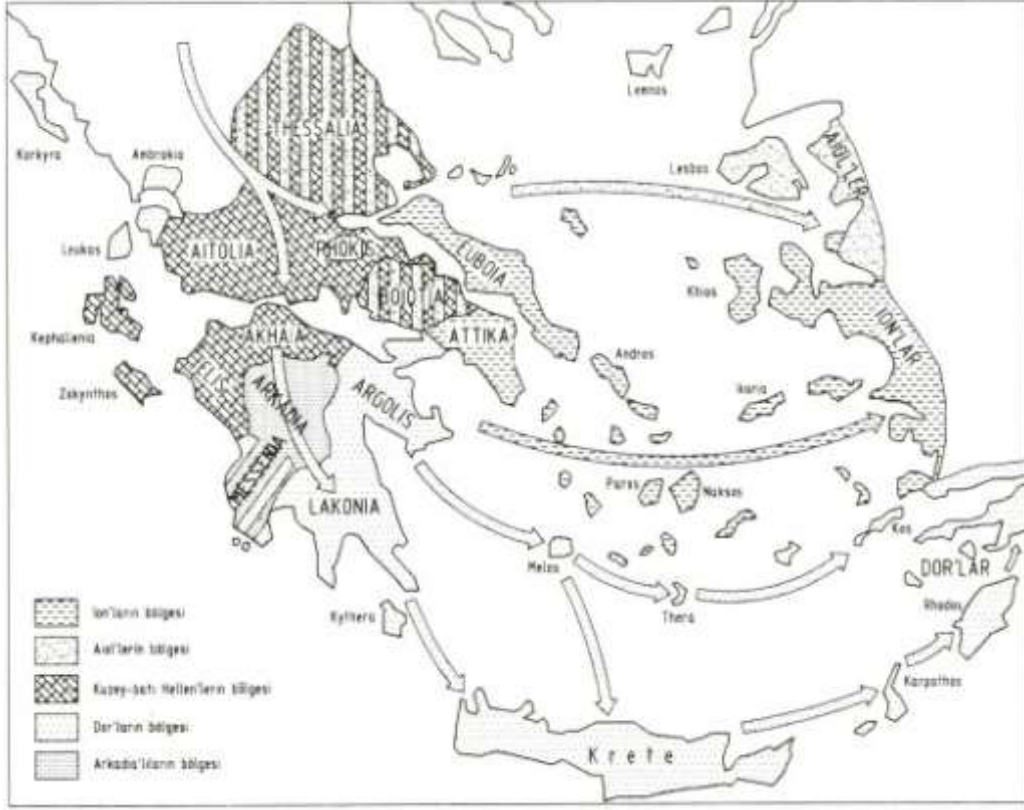 Lemnos
THESSALIA
Korkyra
Ambrakia
Lesbos
AIOL'LER
Leukas
AITOLIA
PHOKIS
EUBOIA
BOIOTIA
Khios
ION'LAR
Kephallenia
AKHAIA
ATTIKA
Andros
ELIS
Zakynthos
ARKADIA
ARGOLIS
Ikaria
MESSENIA
LAKONIA
Paros
Naksos
Kos
Melos
DOR'LAR
Thera
Rhodos
Kythera
Karpathos
Krete
Ion'ların bölgesi
Aiol'lerin bölgesi
Kuzey-batı Hellen'lerin bölgesi
Dor'ların bölgesi
Arkadia'lıların bölgesi